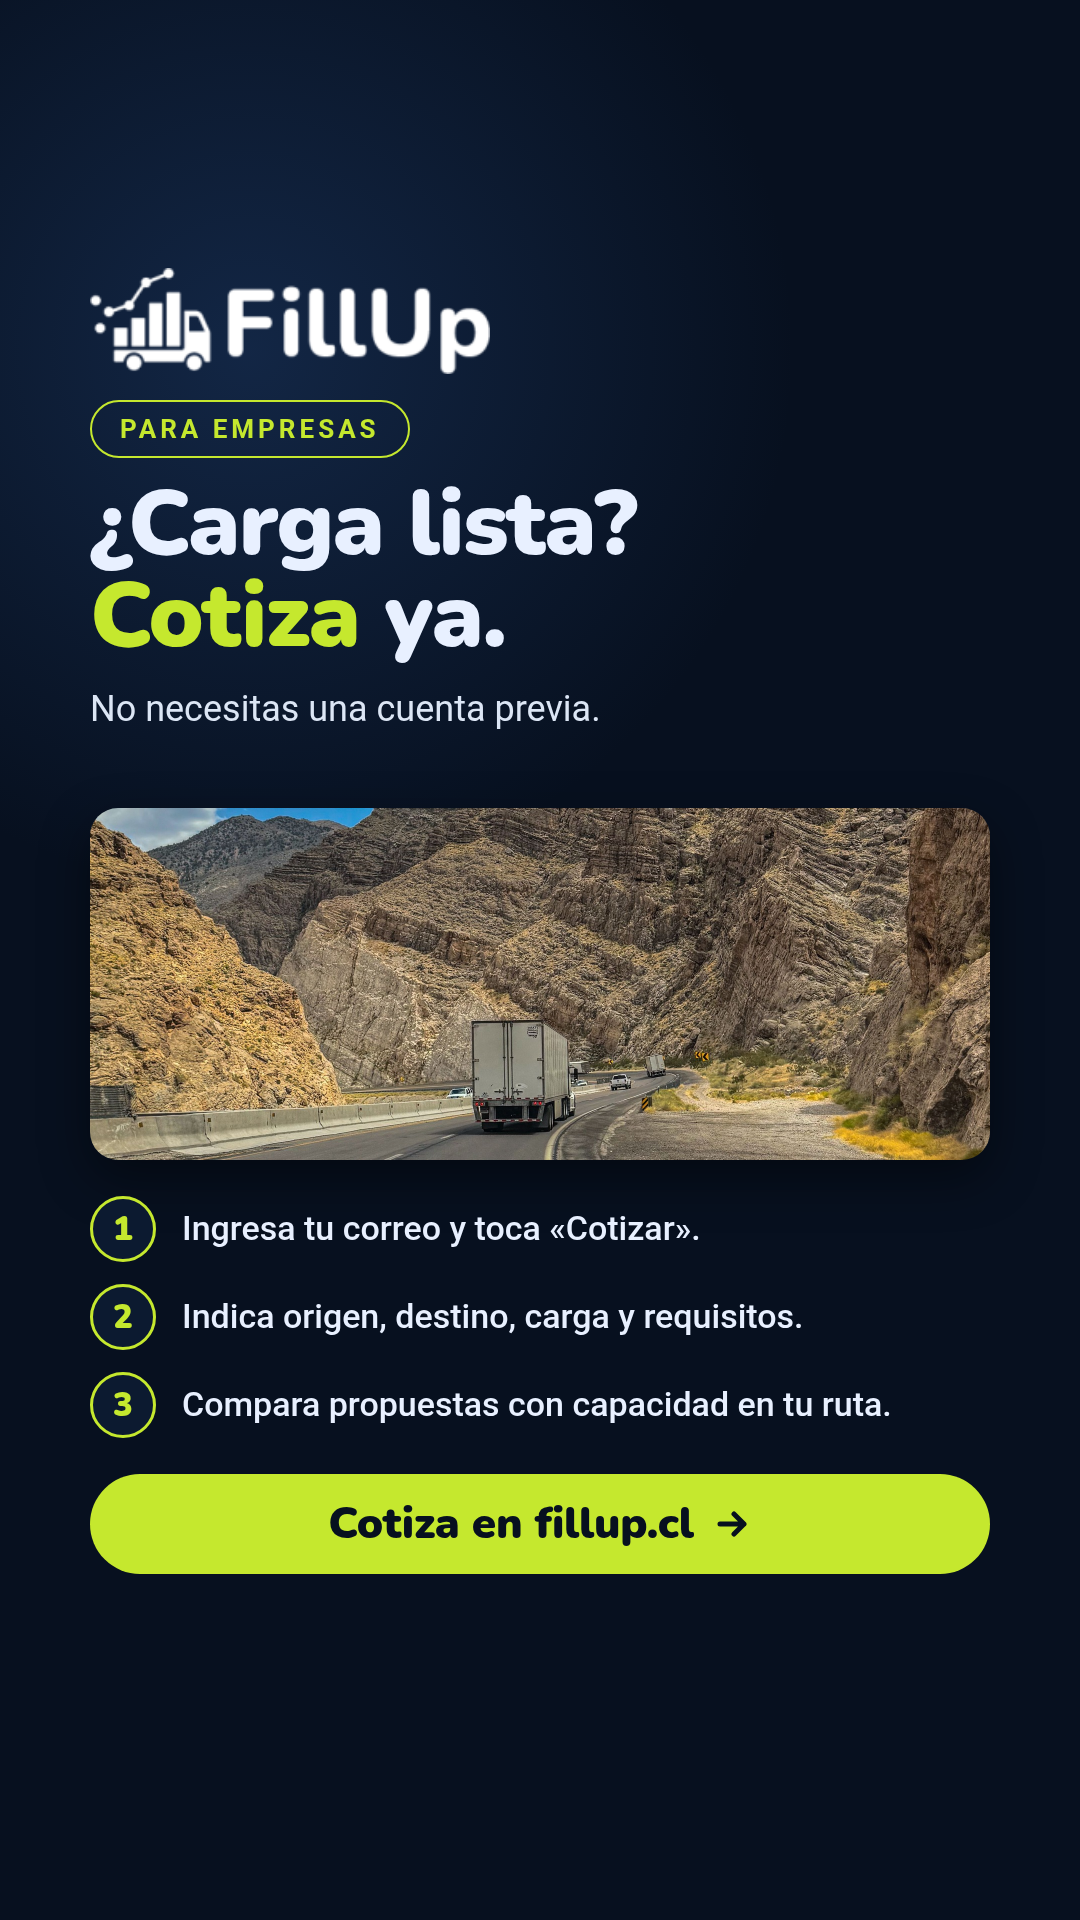 FillUp
PARA EMPRESAS
¿Carga lista?
Cotiza ya.
No necesitas una cuenta previa.
1 Ingresa tu correo y toca «Cotizar».
2 Indica origen, destino, carga y requisitos.
3 Compara propuestas con capacidad en tu ruta.
Cotiza en fillup.cl →